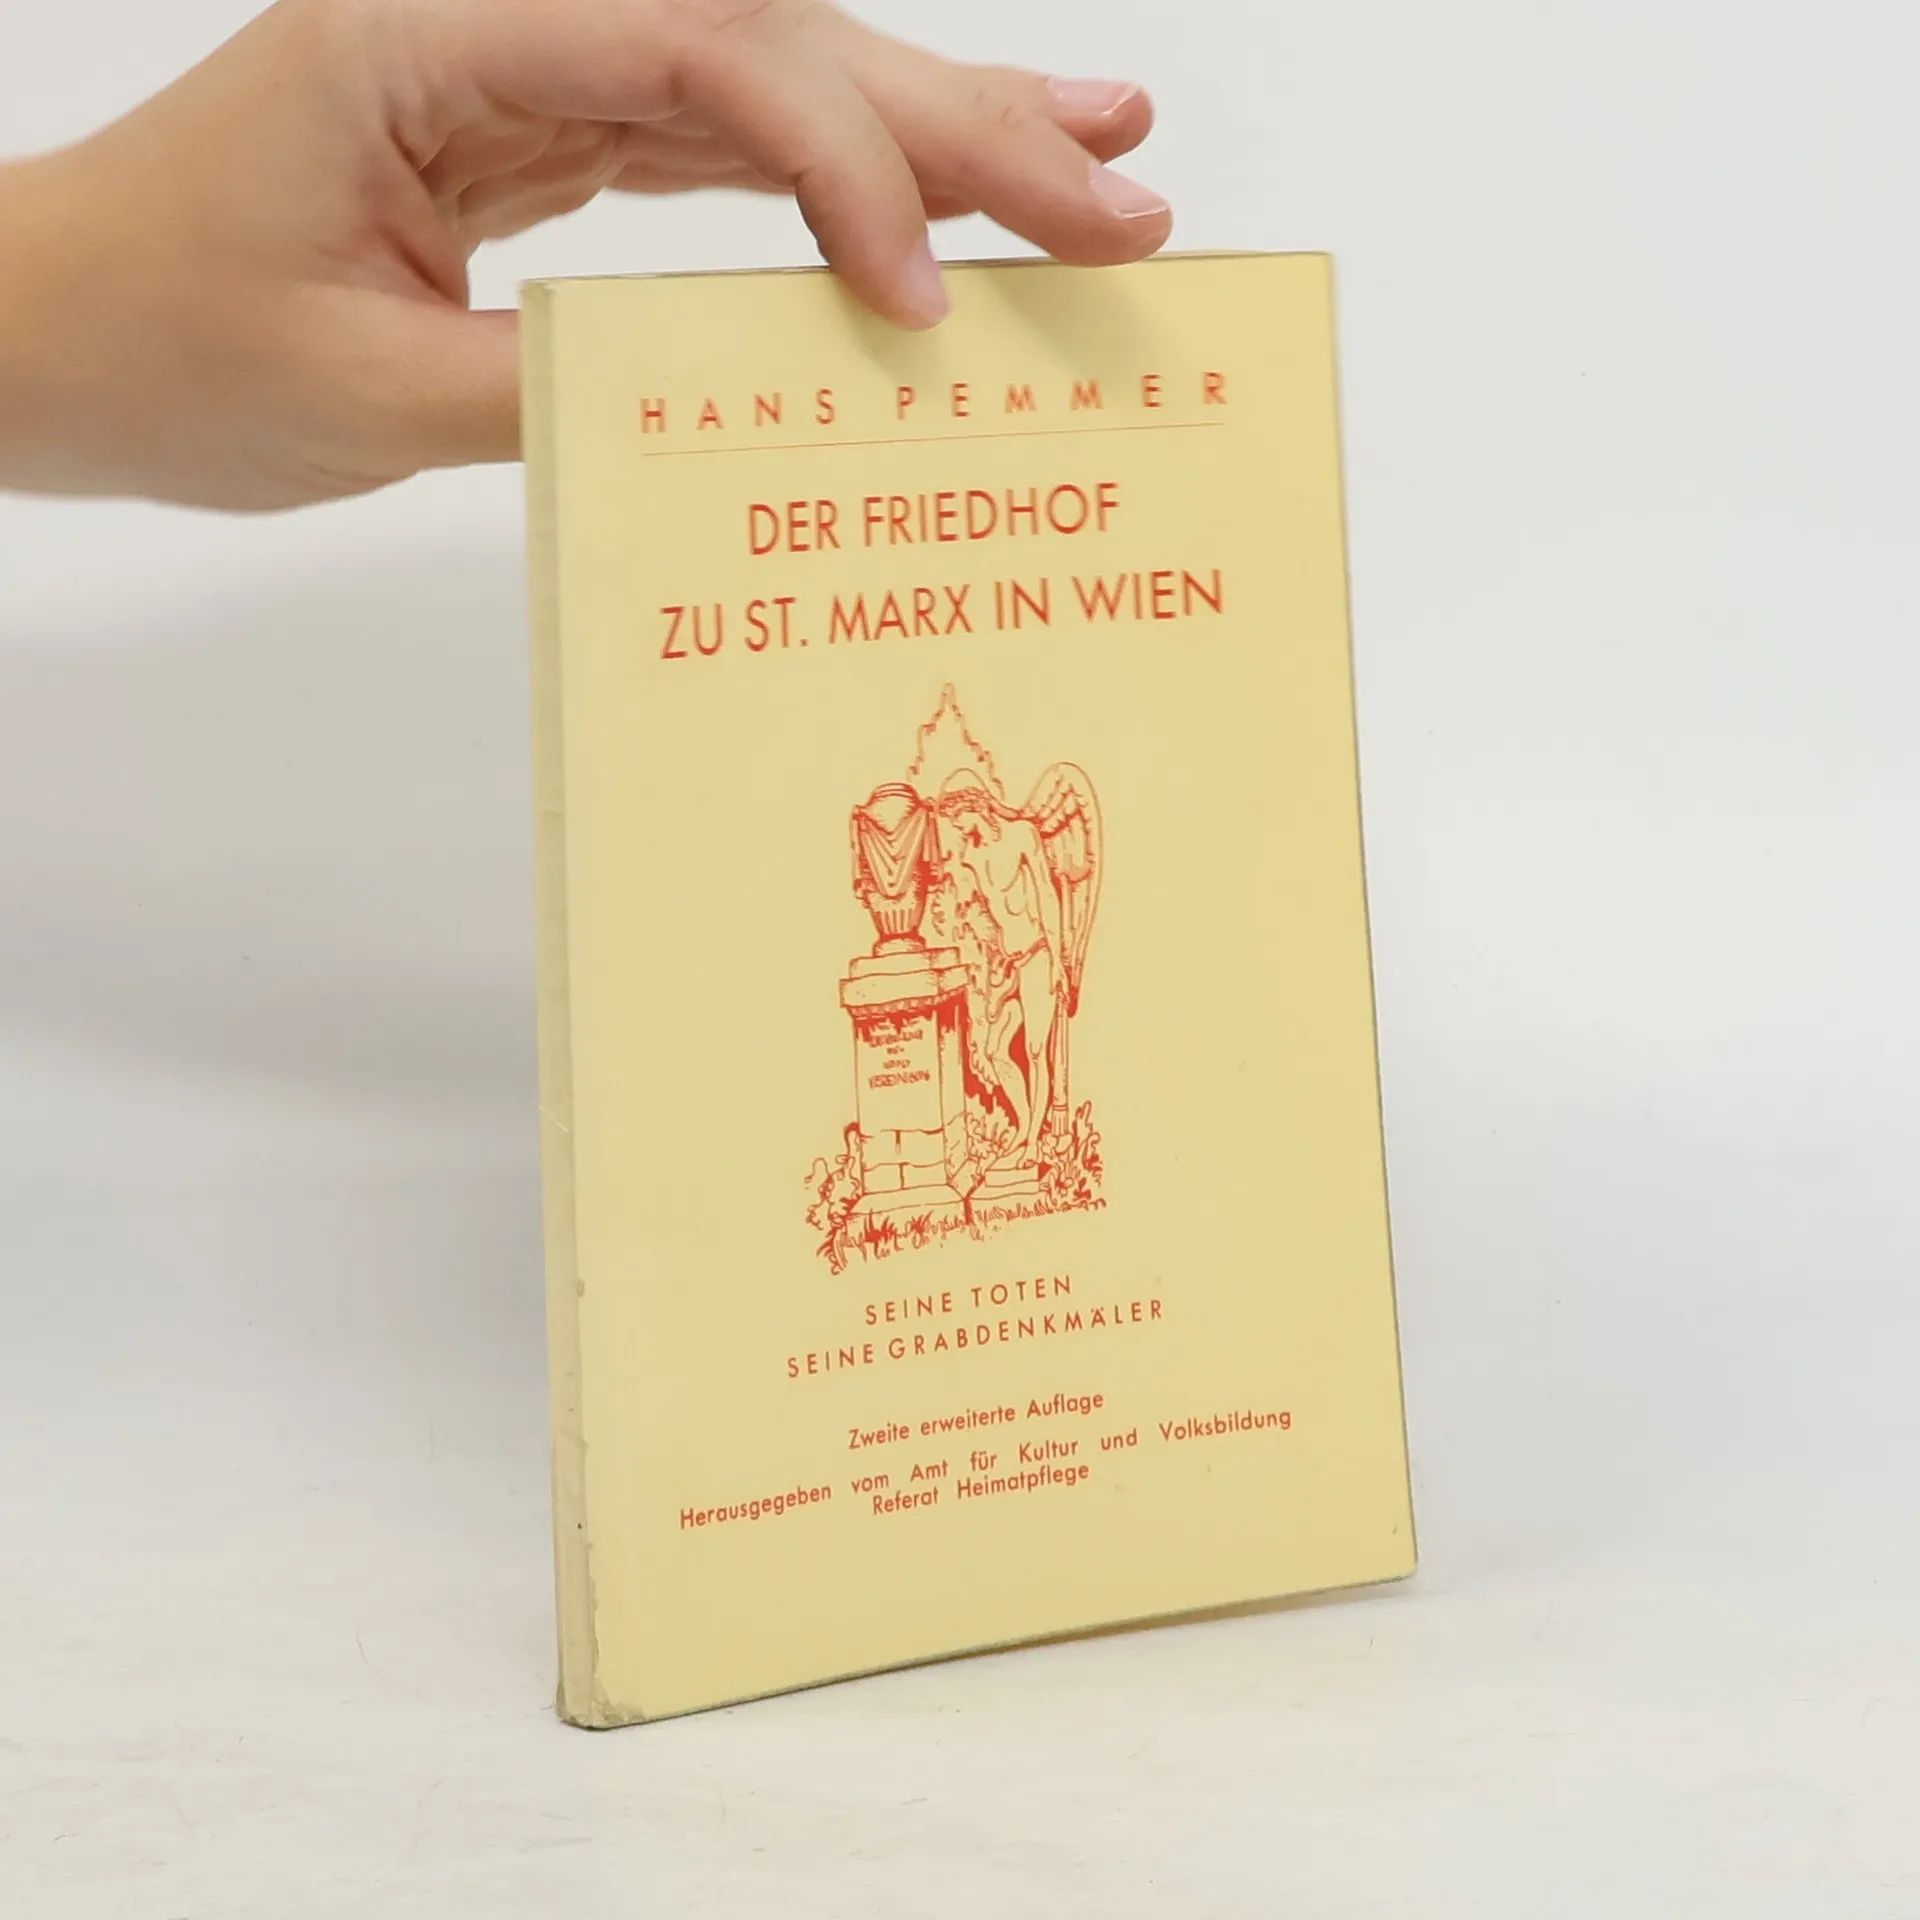 HANS PEMMER
DER FRIEDHOF
ZU ST. MARX IN WIEN
SEINE TOTEN
SEINE GRABDENKMÄLER
Zweite erweiterte Auflage
Herausgegeben vom Amt für Kultur und Volksbildung
Referat Heimatpflege